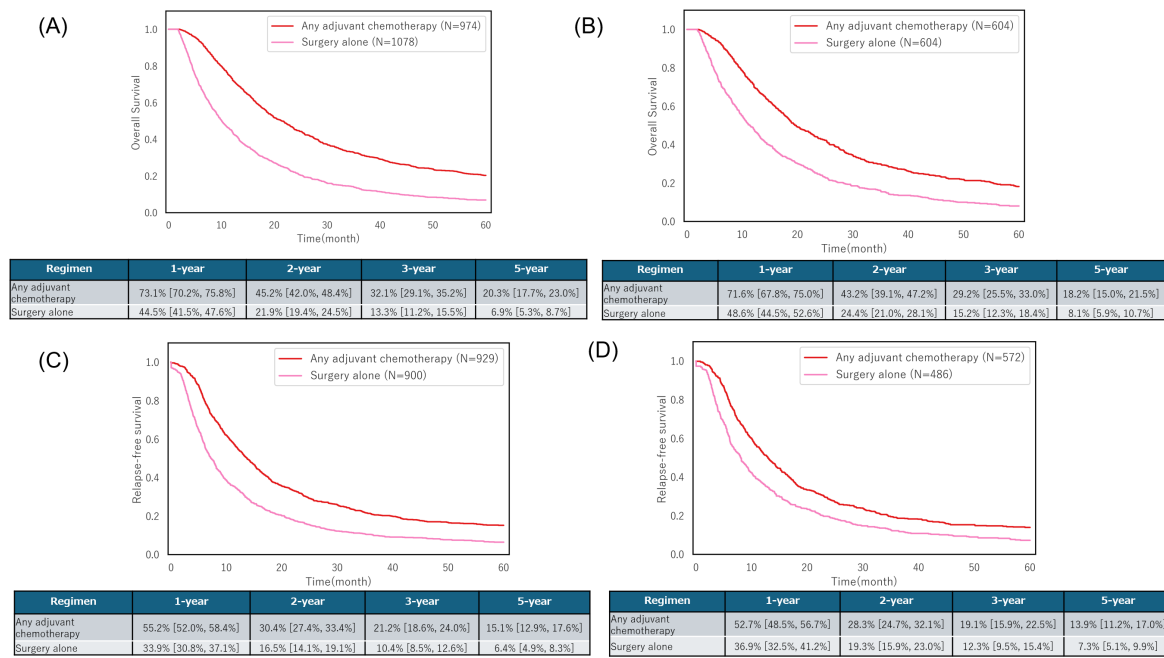 (A)
Any adjuvant chemotherapy (N=974)
Surgery alone (N=1078)
Overall Survival
1.0
0.8
0.6
0.4
0.2
0.0
0 10 20 30 40 50 60
Time(month)
Regimen 1-year 2-year 3-year 5-year
Any adjuvant chemotherapy 73.1% [70.2%, 75.8%] 45.2% [42.0%, 48.4%] 32.1% [29.1%, 35.2%] 20.3% [17.7%, 23.0%]
Surgery alone 44.5% [41.5%, 47.6%] 21.9% [19.4%, 24.5%] 13.3% [11.2%, 15.5%] 6.9% [5.3%, 8.7%]
(B)
Any adjuvant chemotherapy (N=604)
Surgery alone (N=604)
Overall Survival
1.0
0.8
0.6
0.4
0.2
0.0
0 10 20 30 40 50 60
Time(month)
Regimen 1-year 2-year 3-year 5-year
Any adjuvant chemotherapy 71.6% [67.8%, 75.0%] 43.2% [39.1%, 47.2%] 29.2% [25.5%, 33.0%] 18.2% [15.0%, 21.5%]
Surgery alone 48.6% [44.5%, 52.6%] 24.4% [21.0%, 28.1%] 15.2% [12.3%, 18.4%] 8.1% [5.9%, 10.7%]
(C)
Any adjuvant chemotherapy (N=929)
Surgery alone (N=900)
Relapse-free survival
1.0
0.8
0.6
0.4
0.2
0.0
0 10 20 30 40 50 60
Time(month)
Regimen 1-year 2-year 3-year 5-year
Any adjuvant chemotherapy 55.2% [52.0%, 58.4%] 30.4% [27.4%, 33.4%] 21.2% [18.6%, 24.0%] 15.1% [12.9%, 17.6%]
Surgery alone 33.9% [30.8%, 37.1%] 16.5% [14.1%, 19.1%] 10.4% [8.5%, 12.6%] 6.4% [4.9%, 8.3%]
(D)
Any adjuvant chemotherapy (N=572)
Surgery alone (N=486)
Relapse-free survival
1.0
0.8
0.6
0.4
0.2
0.0
0 10 20 30 40 50 60
Time(month)
Regimen 1-year 2-year 3-year 5-year
Any adjuvant chemotherapy 52.7% [48.5%, 56.7%] 28.3% [24.7%, 32.1%] 19.1% [15.9%, 22.5%] 13.9% [11.2%, 17.0%]
Surgery alone 36.9% [32.5%, 41.2%] 19.3% [15.9%, 23.0%] 12.3% [9.5%, 15.4%] 7.3% [5.1%, 9.9%]